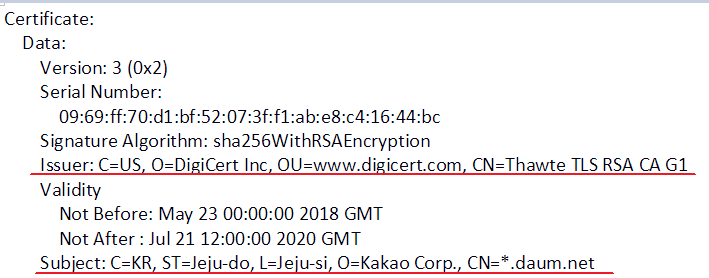 Certificate:
Data:
Version: 3 (0x2)
Serial Number:
09:69:ff:70:d1:bf:52:07:3f:f1:ab:e8:c4:16:44:bc
Signature Algorithm: sha256WithRSAEncryption
Issuer: C=US, O=DigiCert Inc, OU=www.digicert.com, CN=Thawte TLS RSA CA G1
Validity
Not Before: May 23 00:00:00 2018 GMT
Not After : Jul 21 12:00:00 2020 GMT
Subject: C=KR, ST=Jeju-do, L=Jeju-si, O=Kakao Corp., CN=*.daum.net